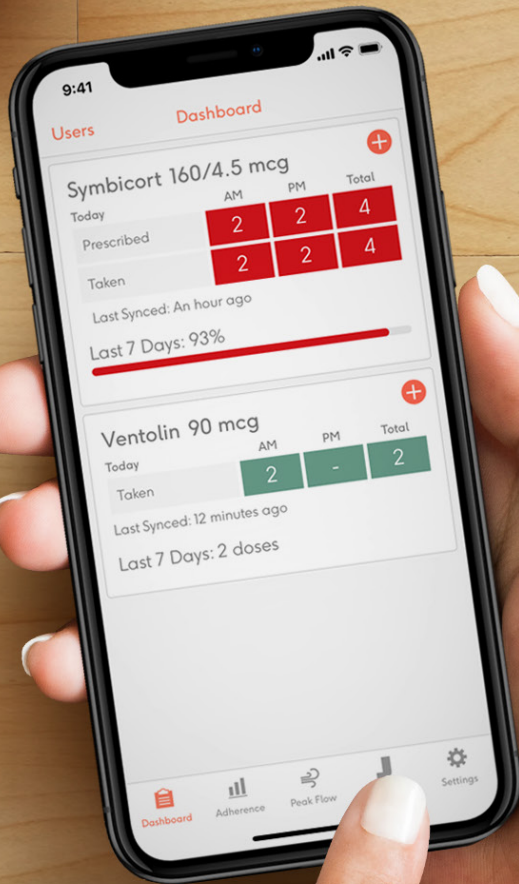 9:41
Users Dashboard
Symbicort 160/4.5 mcg
Today AM PM Total
Prescribed 2 2 4
Taken 2 2 4
Last Synced: An hour ago
Last 7 Days: 93%
Ventolin 90 mcg
Today AM PM Total
Taken 2 - 2
Last Synced: 12 minutes ago
Last 7 Days: 2 doses
Dashboard Adherence Peak Flow Settings